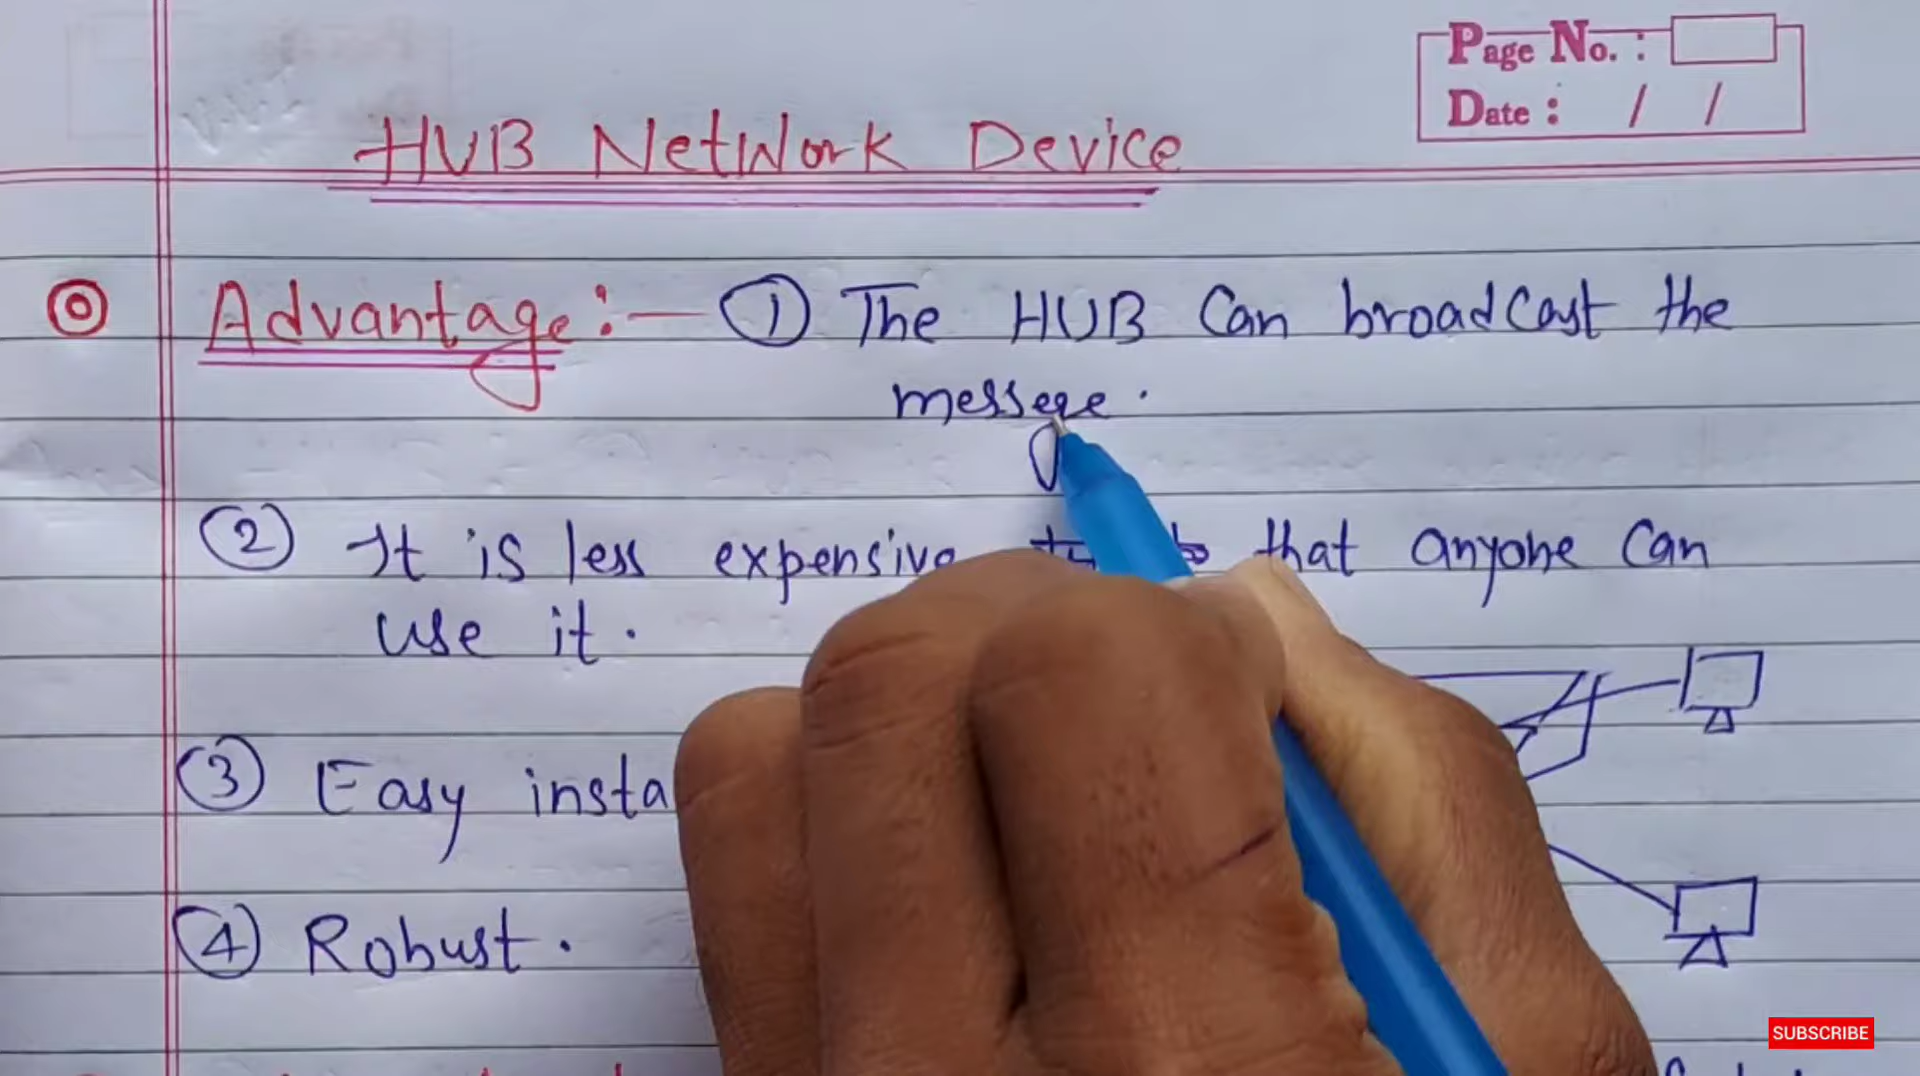 Page No. :
Date : / /
HUB Network Device
Advantage :— ① The HUB Can broadcast the
messege.
② It is less expensive that anyone Can
use it.
③ Easy insta
④ Robust.
SUBSCRIBE